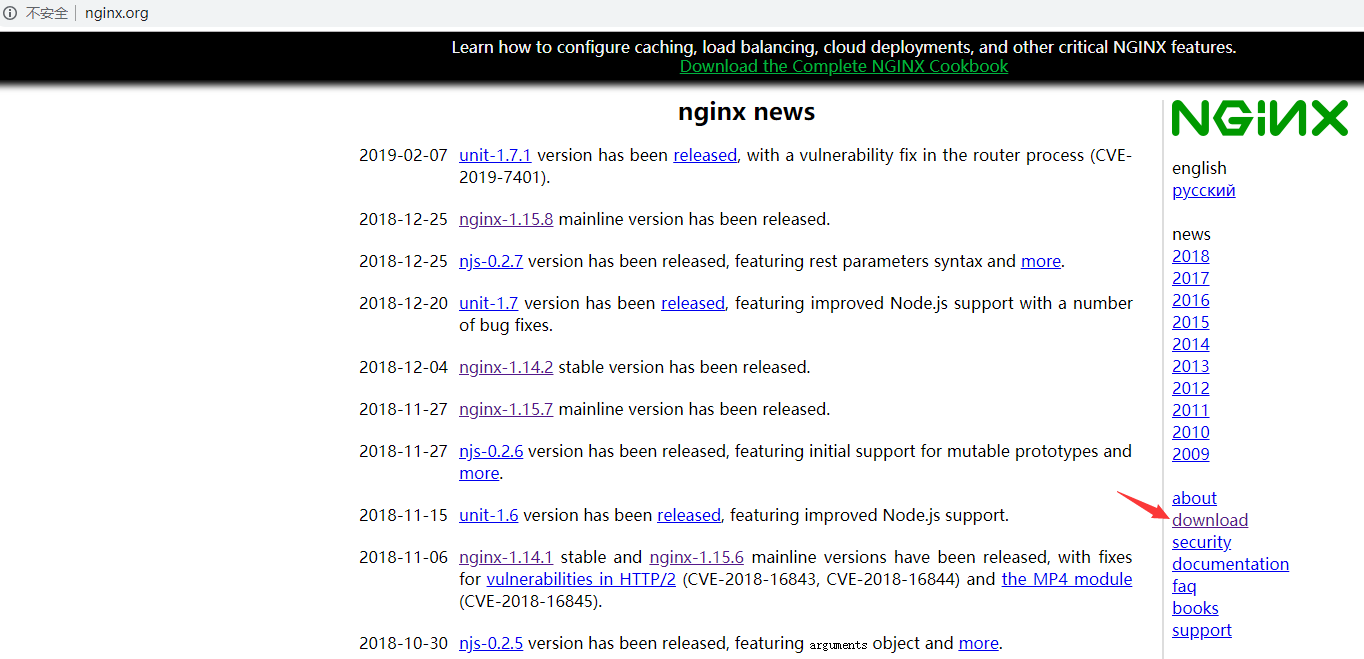 不安全 nginx.org
Learn how to configure caching, load balancing, cloud deployments, and other critical NGINX features.
Download the Complete NGINX Cookbook
nginx news
2019-02-07 unit-1.7.1 version has been released, with a vulnerability fix in the router process (CVE-
2019-7401).
2018-12-25 nginx-1.15.8 mainline version has been released.
2018-12-25 njs-0.2.7 version has been released, featuring rest parameters syntax and more.
2018-12-20 unit-1.7 version has been released, featuring improved Node.js support with a number
of bug fixes.
2018-12-04 nginx-1.14.2 stable version has been released.
2018-11-27 nginx-1.15.7 mainline version has been released.
2018-11-27 njs-0.2.6 version has been released, featuring initial support for mutable prototypes and
more.
2018-11-15 unit-1.6 version has been released, featuring improved Node.js support.
2018-11-06 nginx-1.14.1 stable and nginx-1.15.6 mainline versions have been released, with fixes
for vulnerabilities in HTTP/2 (CVE-2018-16843, CVE-2018-16844) and the MP4 module
(CVE-2018-16845).
2018-10-30 njs-0.2.5 version has been released, featuring arguments object and more.
NGINX
english
русский
news
2018
2017
2016
2015
2014
2013
2012
2011
2010
2009
about
download
security
documentation
faq
books
support